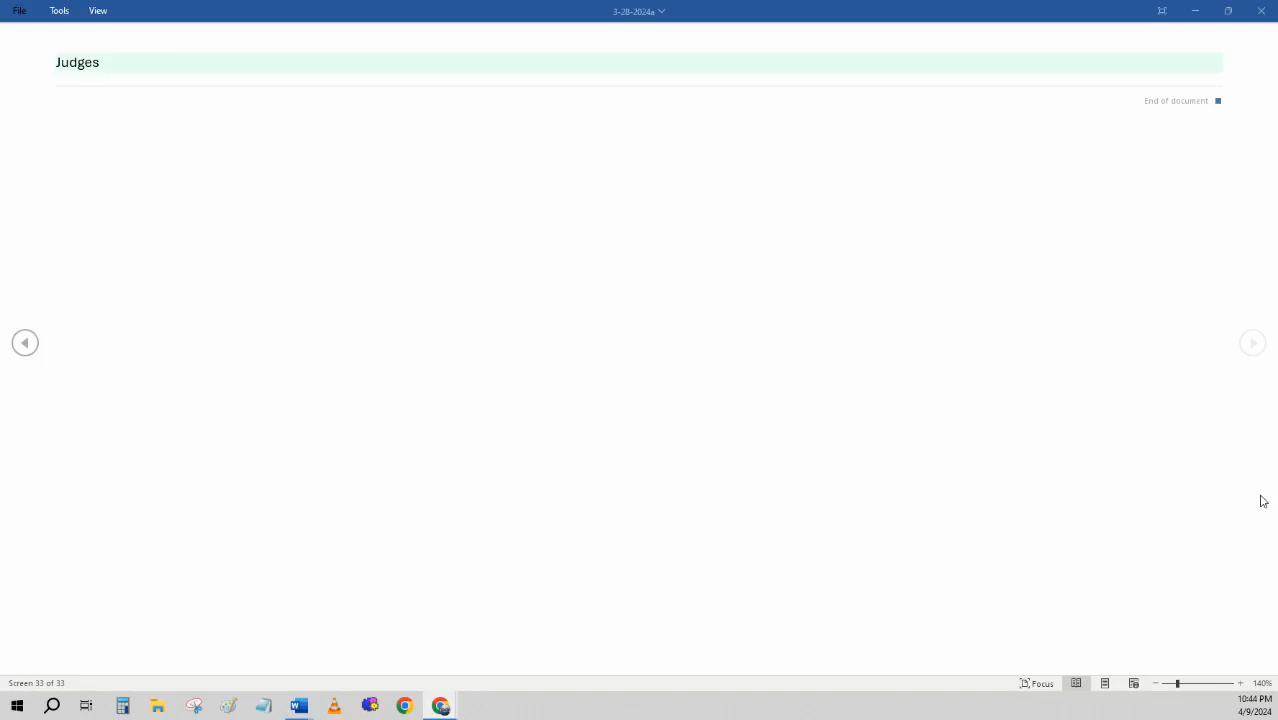 File Tools View 3-28-2024a
Judges
End of document
Screen 33 of 33 Focus 140%
10:44 PM
4/9/2024